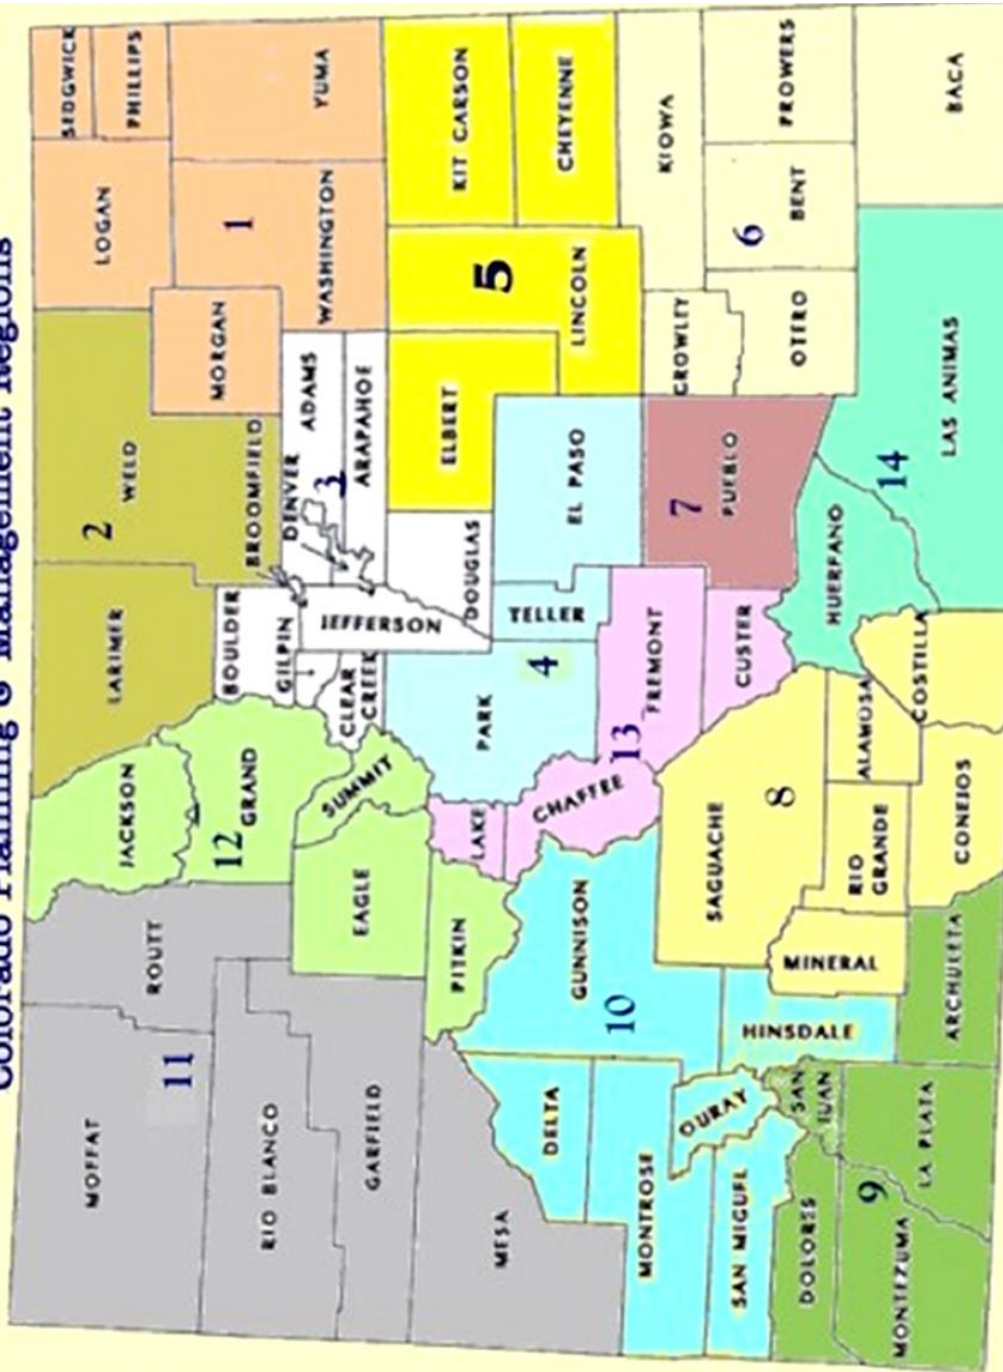 Colorado Planning & Management Regions
MOFFAT
ROUTT
JACKSON
LARIMER
WELD
LOGAN
SEDGWICK
PHILLIPS
2
11
12
GRAND
BOULDER
BROOMFIELD
MORGAN
1
YUMA
WASHINGTON
RIO BLANCO
GARFIELD
EAGLE
SUMMIT
GILPIN
CLEAR
CREEK
JEFFERSON
DENVER
ADAMS
3
ARAPAHOE
DOUGLAS
ELBERT
5
KIT CARSON
LINCOLN
CHEYENNE
MESA
PITKIN
LAKE
PARK
4
TELLER
EL PASO
DELTA
GUNNISON
10
CHAFFEE
13
FREMONT
MONTROSE
OURAY
SAN MIGUEL
HINSDALE
SAGUACHE
8
CUSTER
7
PUEBLO
CROWLEY
KIOWA
6
OTERO
BENT
PROWERS
BACA
DOLORES
SAN
JUAN
MINERAL
RIO
GRANDE
ALAMOSA
HUERFANO
14
LAS ANIMAS
COSTILLA
CONEJOS
ARCHULETA
LA PLATA
9
MONTEZUMA